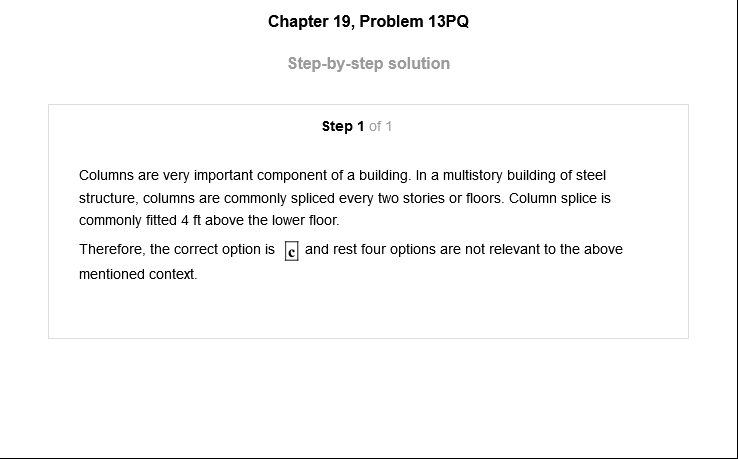 Chapter 19, Problem 13PQ
Step-by-step solution
Step 1 of 1
Columns are very important component of a building. In a multistory building of steel
structure, columns are commonly spliced every two stories or floors. Column splice is
commonly fitted 4 ft above the lower floor.
Therefore, the correct option is c and rest four options are not relevant to the above
mentioned context.